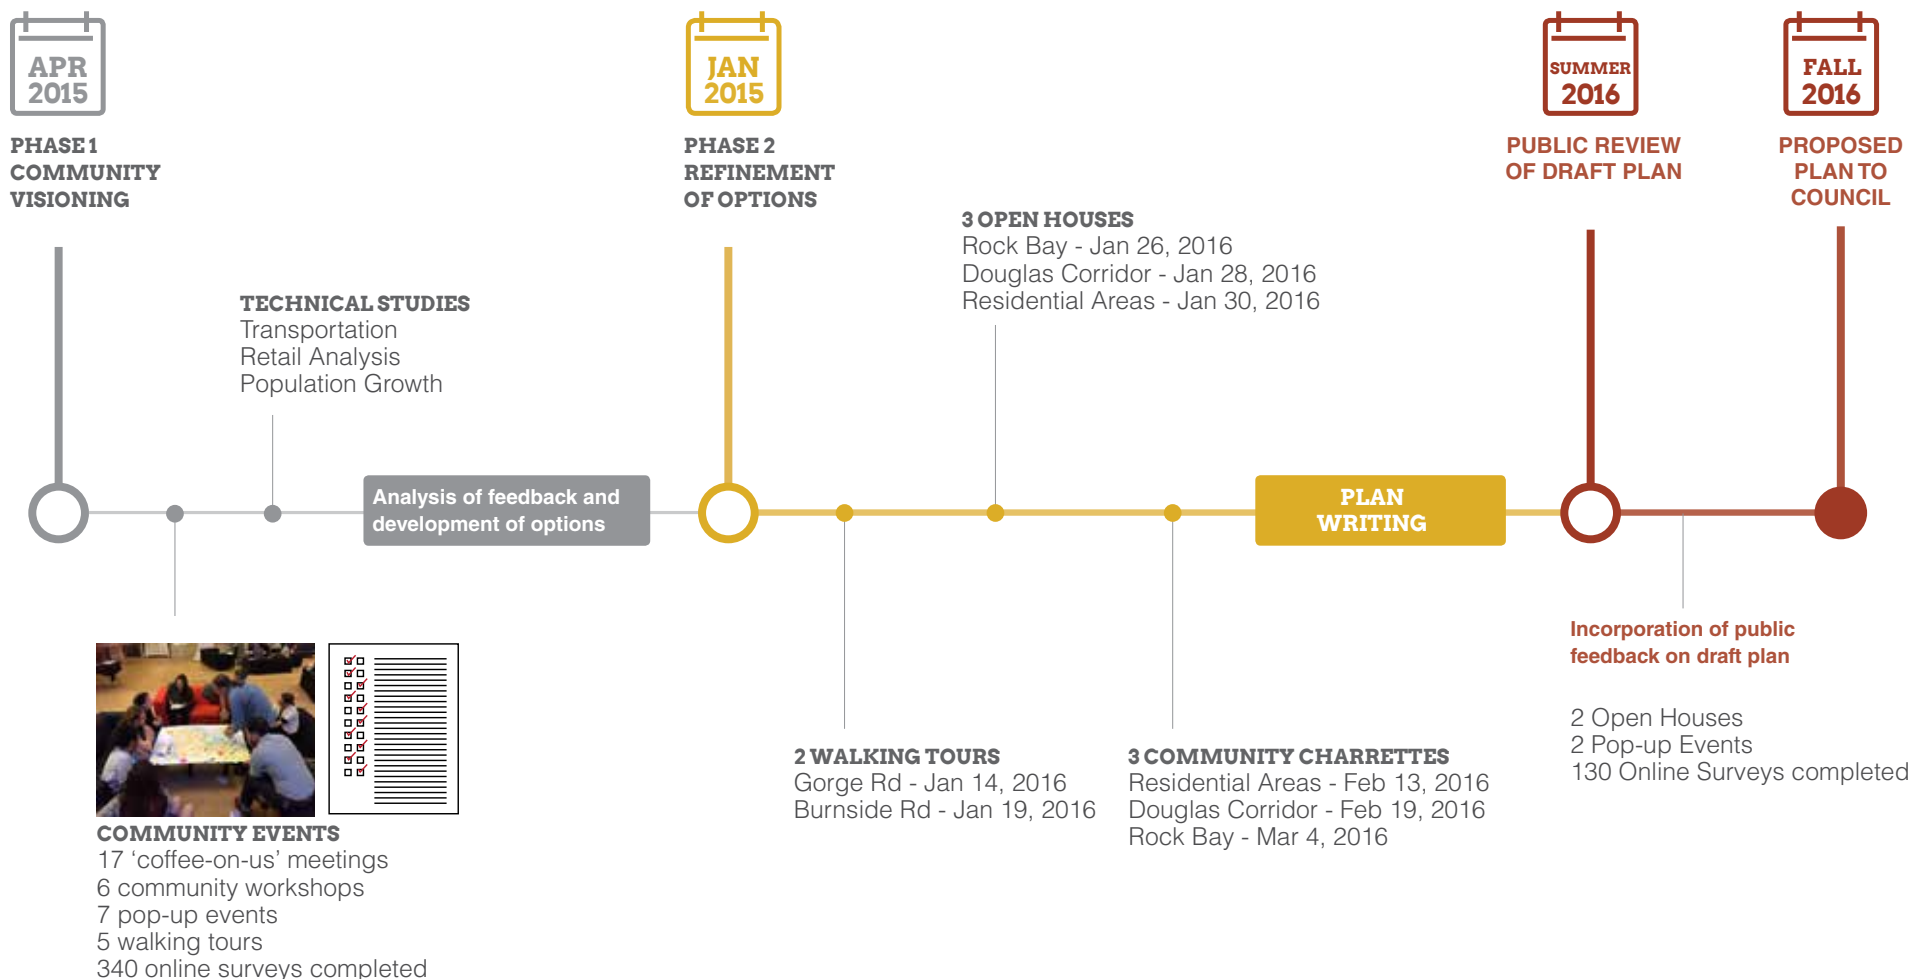 APR
2015
PHASE 1
COMMUNITY
VISIONING
JAN
2015
PHASE 2
REFINEMENT
OF OPTIONS
SUMMER
2016
PUBLIC REVIEW
OF DRAFT PLAN
FALL
2016
PROPOSED
PLAN TO
COUNCIL
TECHNICAL STUDIES
Transportation
Retail Analysis
Population Growth
3 OPEN HOUSES
Rock Bay - Jan 26, 2016
Douglas Corridor - Jan 28, 2016
Residential Areas - Jan 30, 2016
Analysis of feedback and
development of options
PLAN
WRITING
COMMUNITY EVENTS
17 ‘coffee-on-us’ meetings
6 community workshops
7 pop-up events
5 walking tours
340 online surveys completed
2 WALKING TOURS
Gorge Rd - Jan 14, 2016
Burnside Rd - Jan 19, 2016
3 COMMUNITY CHARRETTES
Residential Areas - Feb 13, 2016
Douglas Corridor - Feb 19, 2016
Rock Bay - Mar 4, 2016
Incorporation of public
feedback on draft plan
2 Open Houses
2 Pop-up Events
130 Online Surveys completed